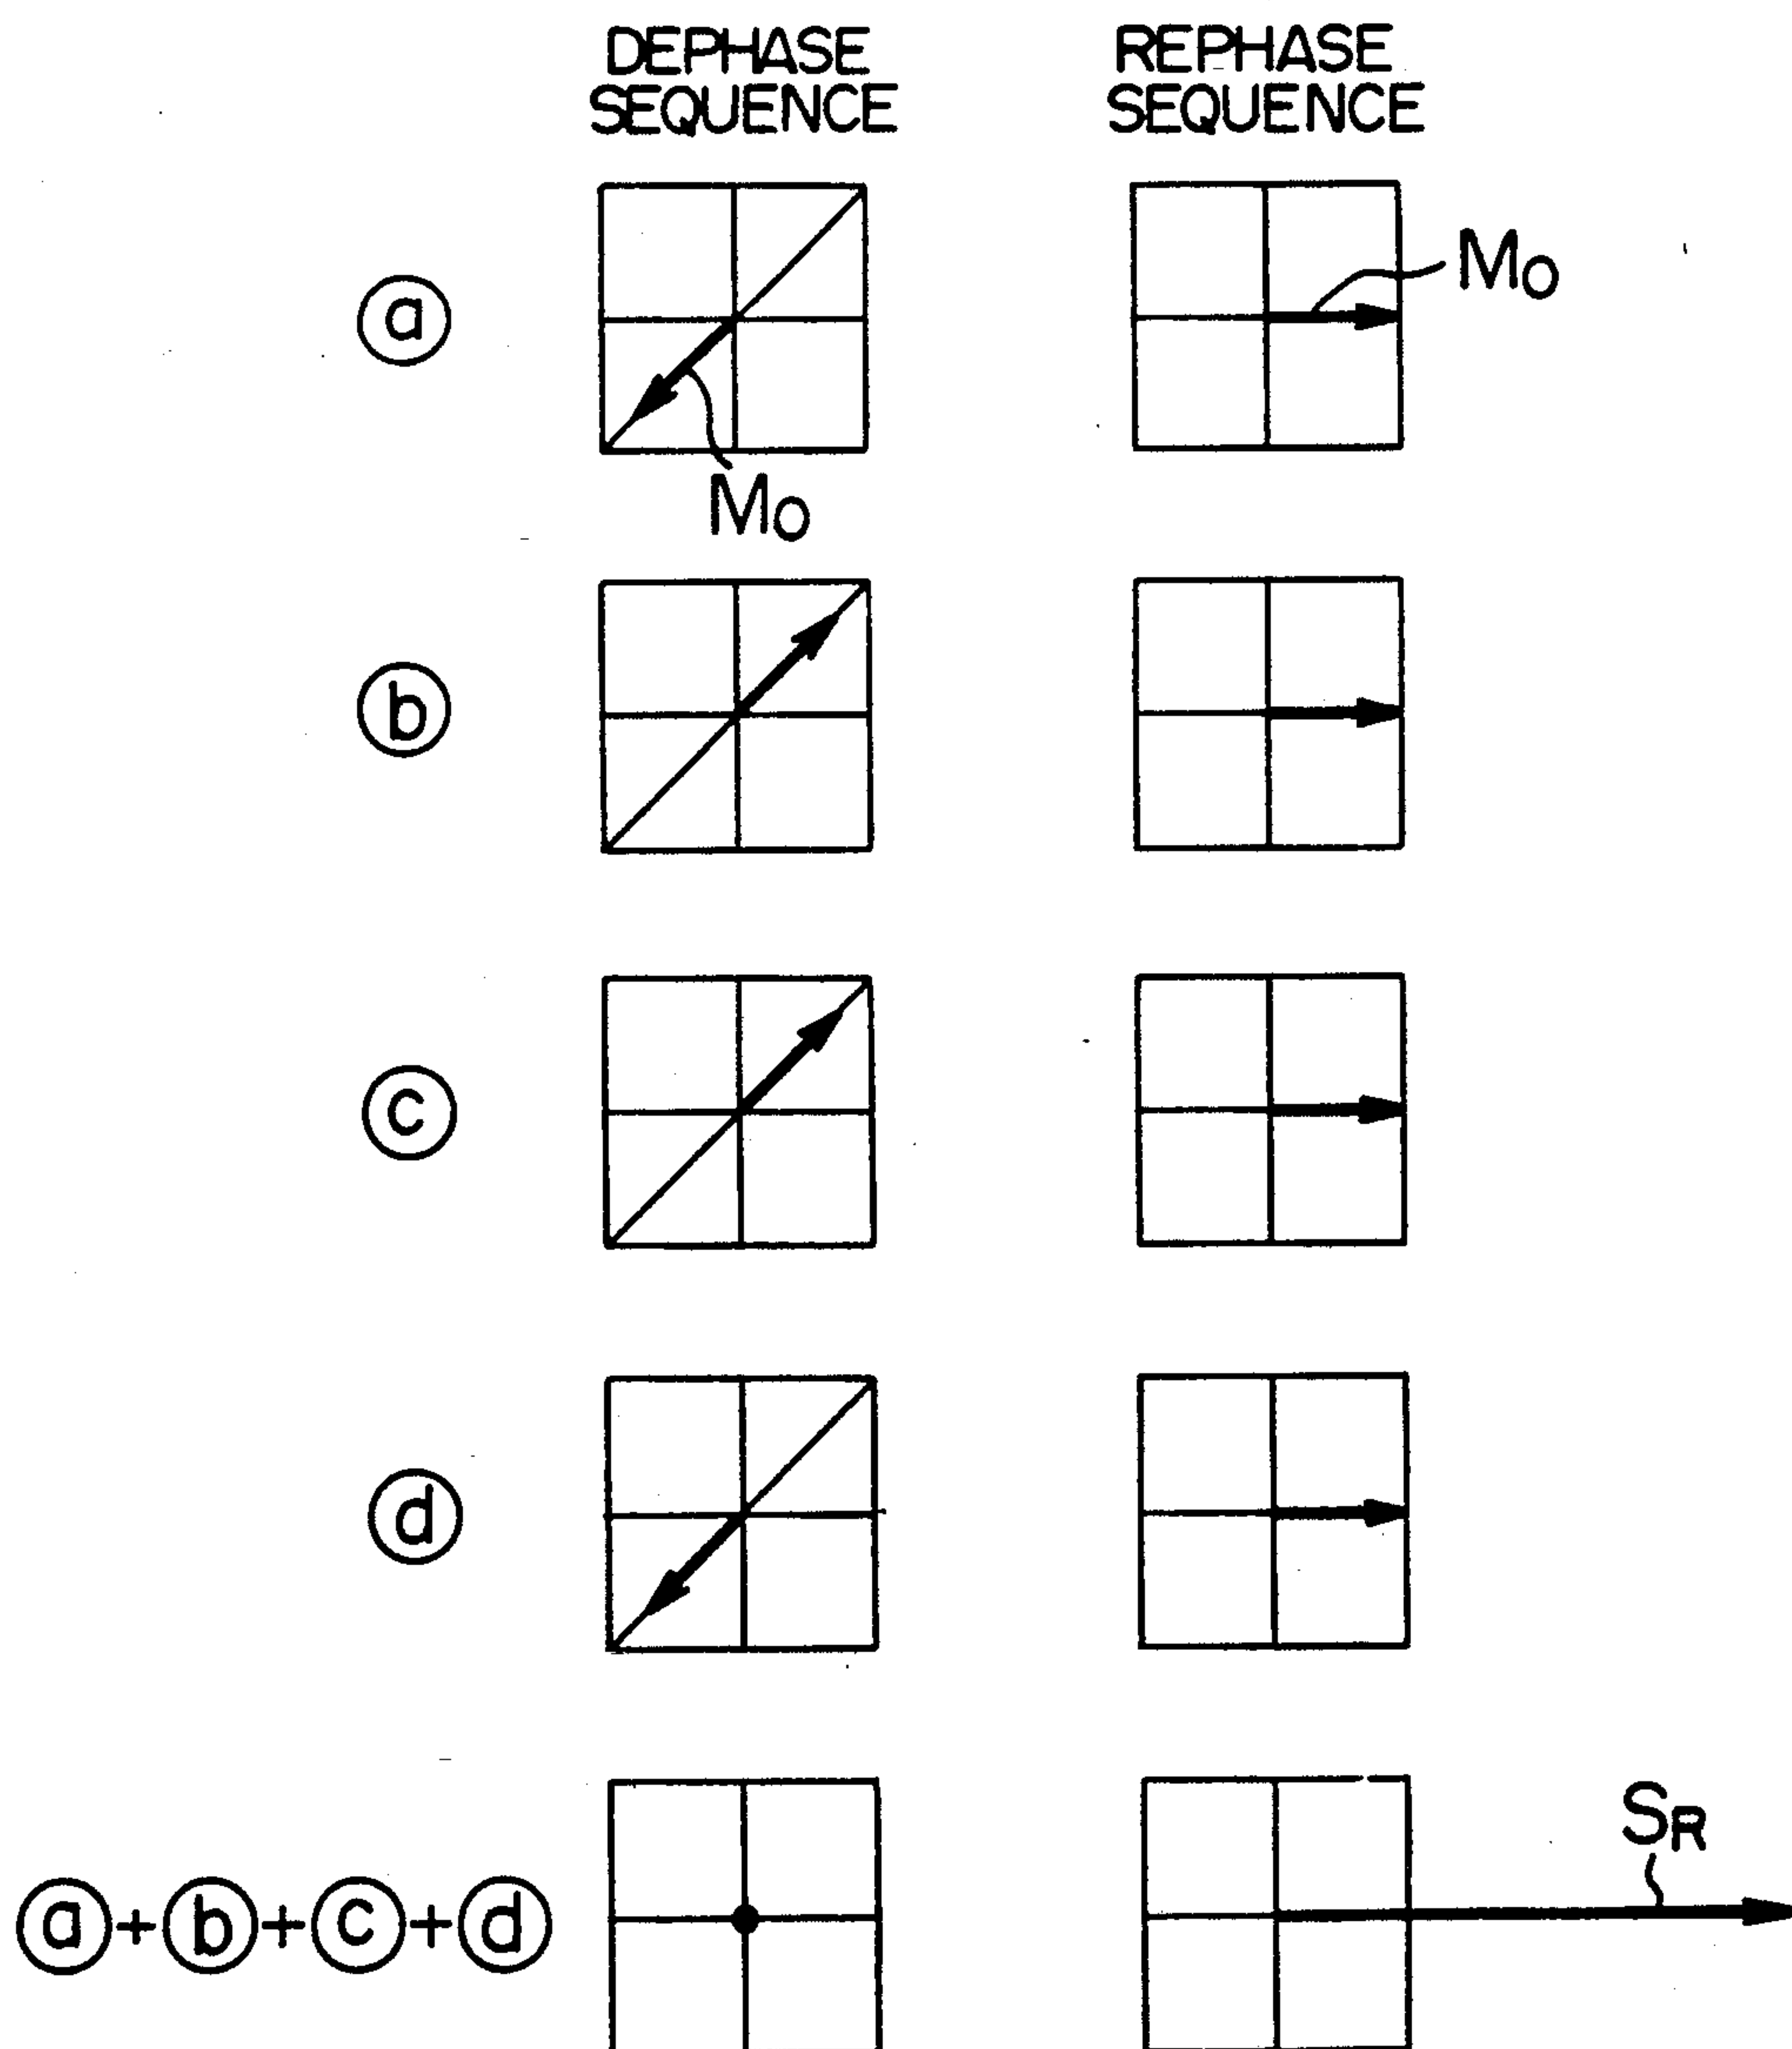 DEPHASE
SEQUENCE
REPHASE
SEQUENCE
ⓐ
Mo
Mo
ⓑ
ⓒ
ⓓ
SR
ⓐ+ⓑ+ⓒ+ⓓ